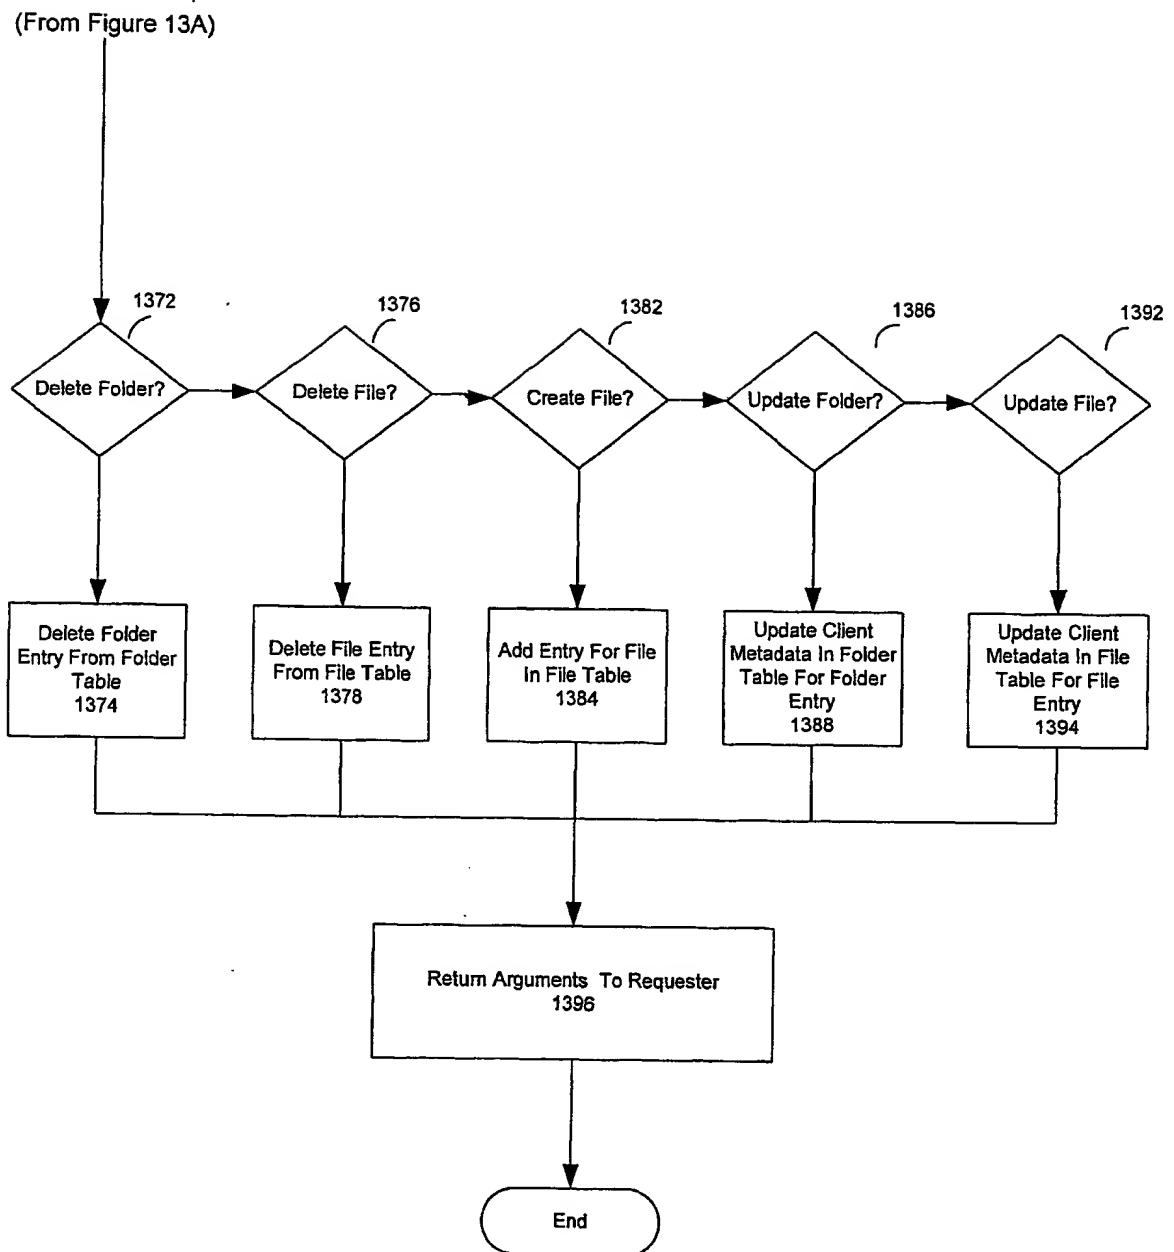 (From Figure 13A)
1372
1376
1382
1386
1392
Delete Folder?
Delete File?
Create File?
Update Folder?
Update File?
Delete Folder
Entry From Folder
Table
1374
Delete File Entry
From File Table
1378
Add Entry For File
In File Table
1384
Update Client
Metadata In Folder
Table For Folder
Entry
1388
Update Client
Metadata In File
Table For File
Entry
1394
Return Arguments To Requester
1396
End